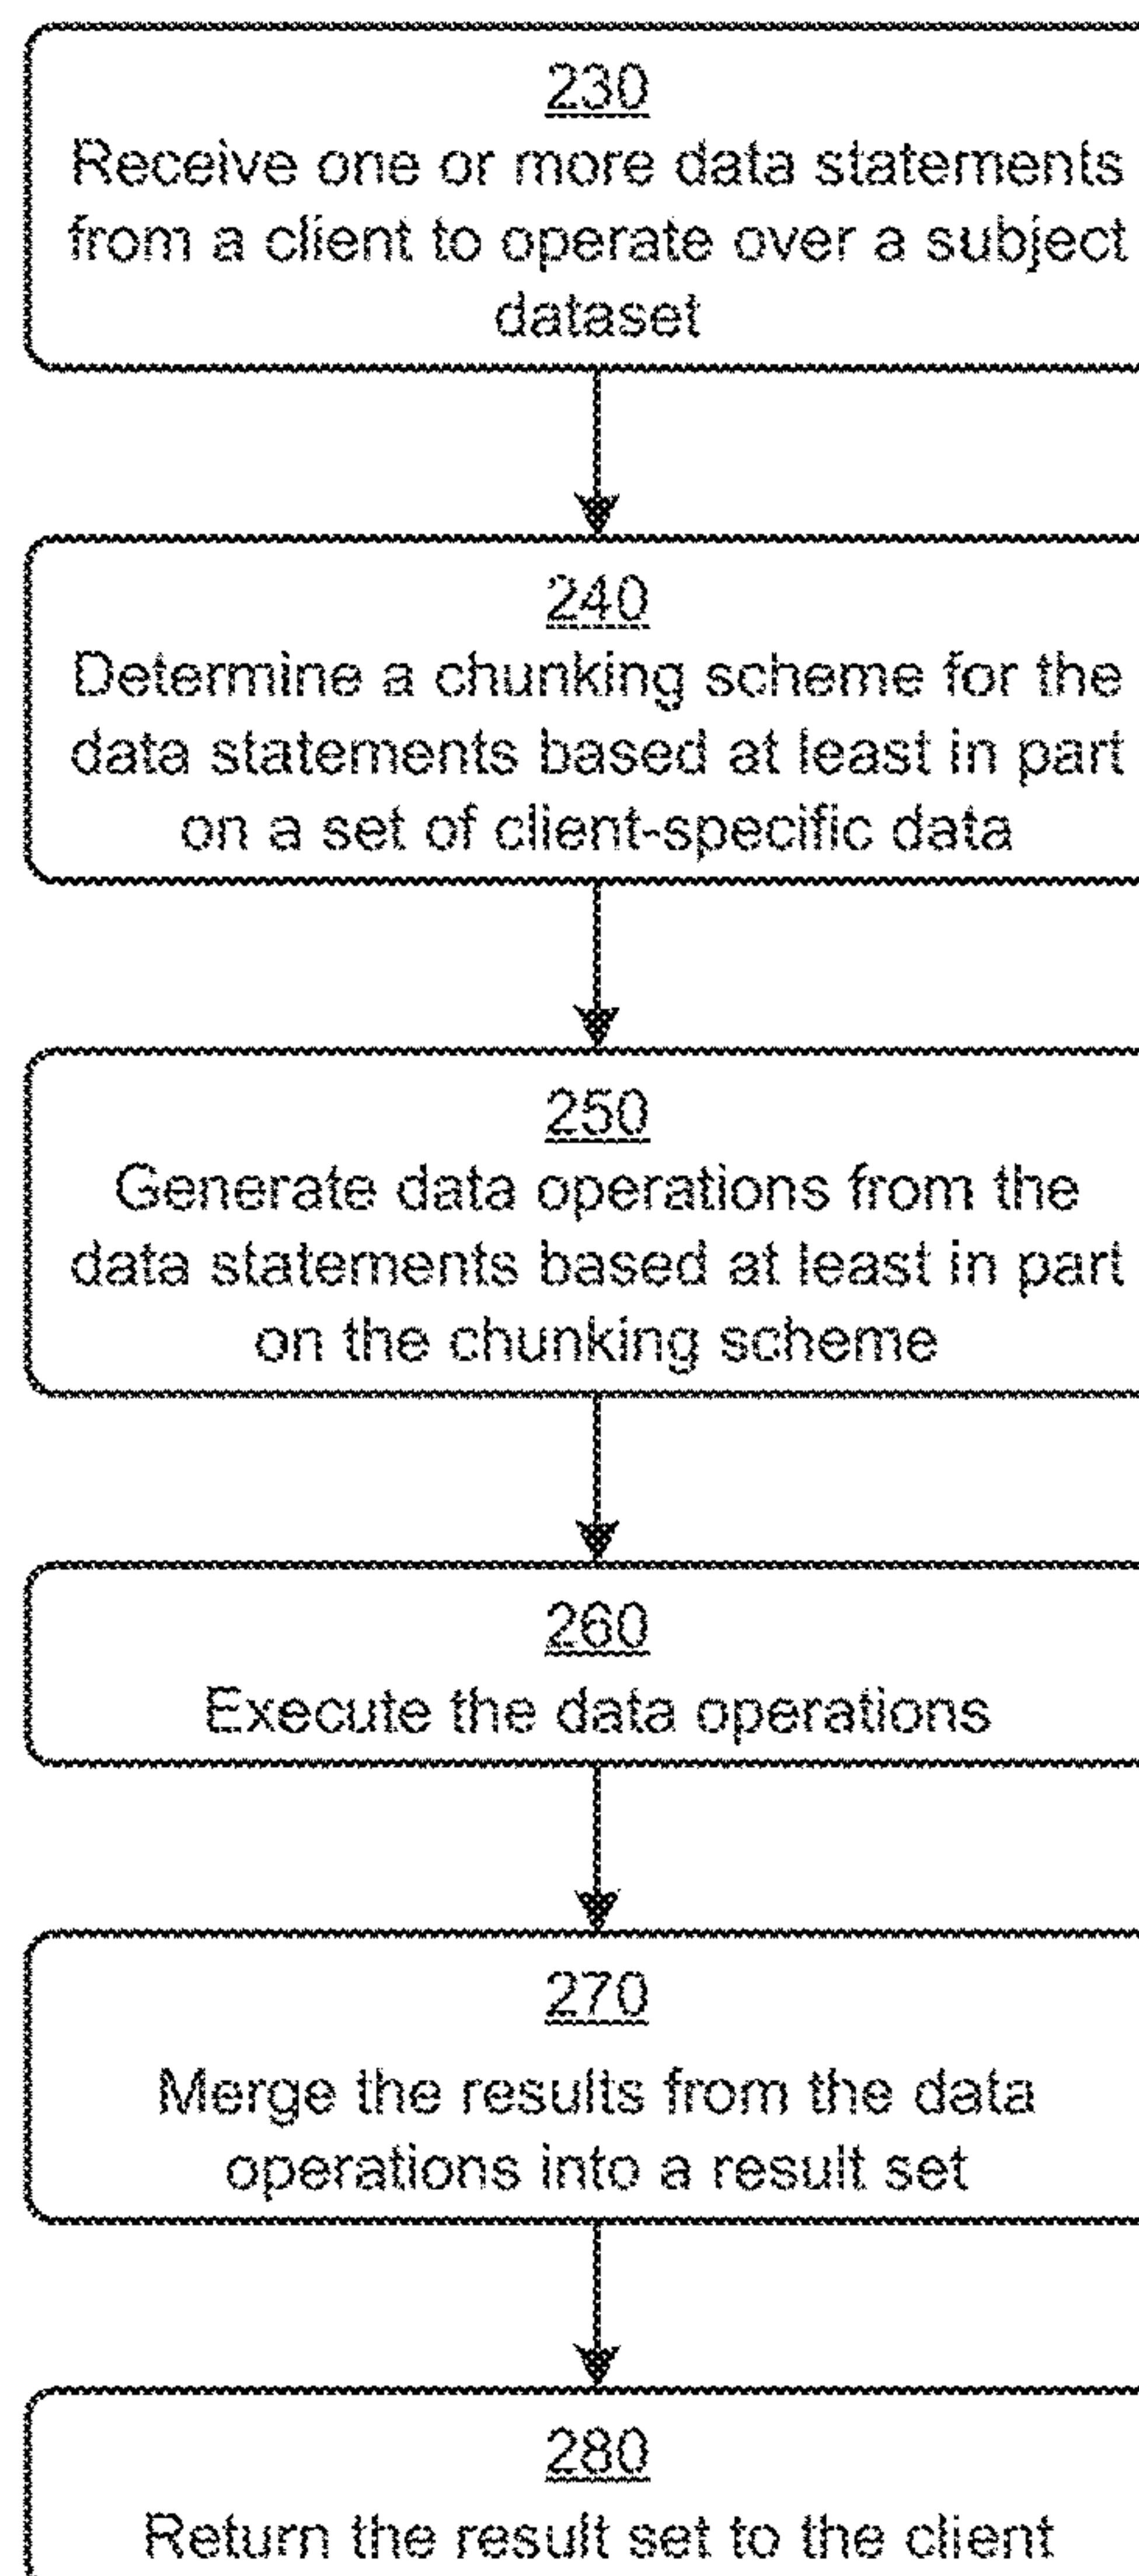 230
Receive one or more data statements
from a client to operate over a subject
dataset
240
Determine a chunking scheme for the
data statements based at least in part
on a set of client-specific data
250
Generate data operations from the
data statements based at least in part
on the chunking scheme
260
Execute the data operations
270
Merge the results from the data
operations into a result set
280
Return the result set to the client